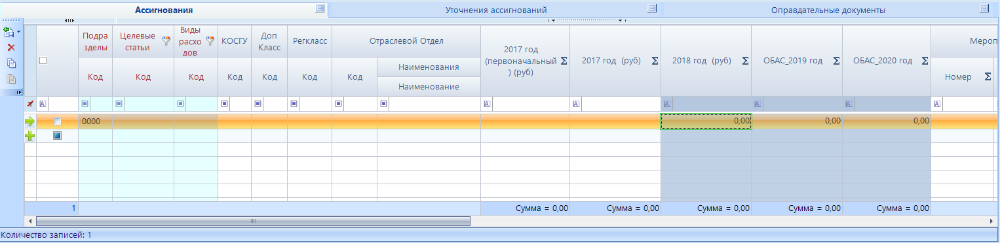 Ассигнования
Уточнения ассигнований
Оправдательные документы
Подра
зделы
Целевые
статьи
Виды
расхо
дов
КОСГУ
Доп
Класс
Регкласс
Отраслевой Отдел
2017 год
(первоначальный
) (руб)
2017 год (руб)
2018 год (руб)
ОБАС_2019 год
ОБАС_2020 год
Мероп
Код
Код
Код
Код
Код
Код
Код
Наименования
Наименование
Номер
0000
0,00
0,00
0,00
1
Сумма = 0,00
Сумма = 0,00
Сумма = 0,00
Сумма = 0,00
Сумма = 0,00
Количество записей: 1